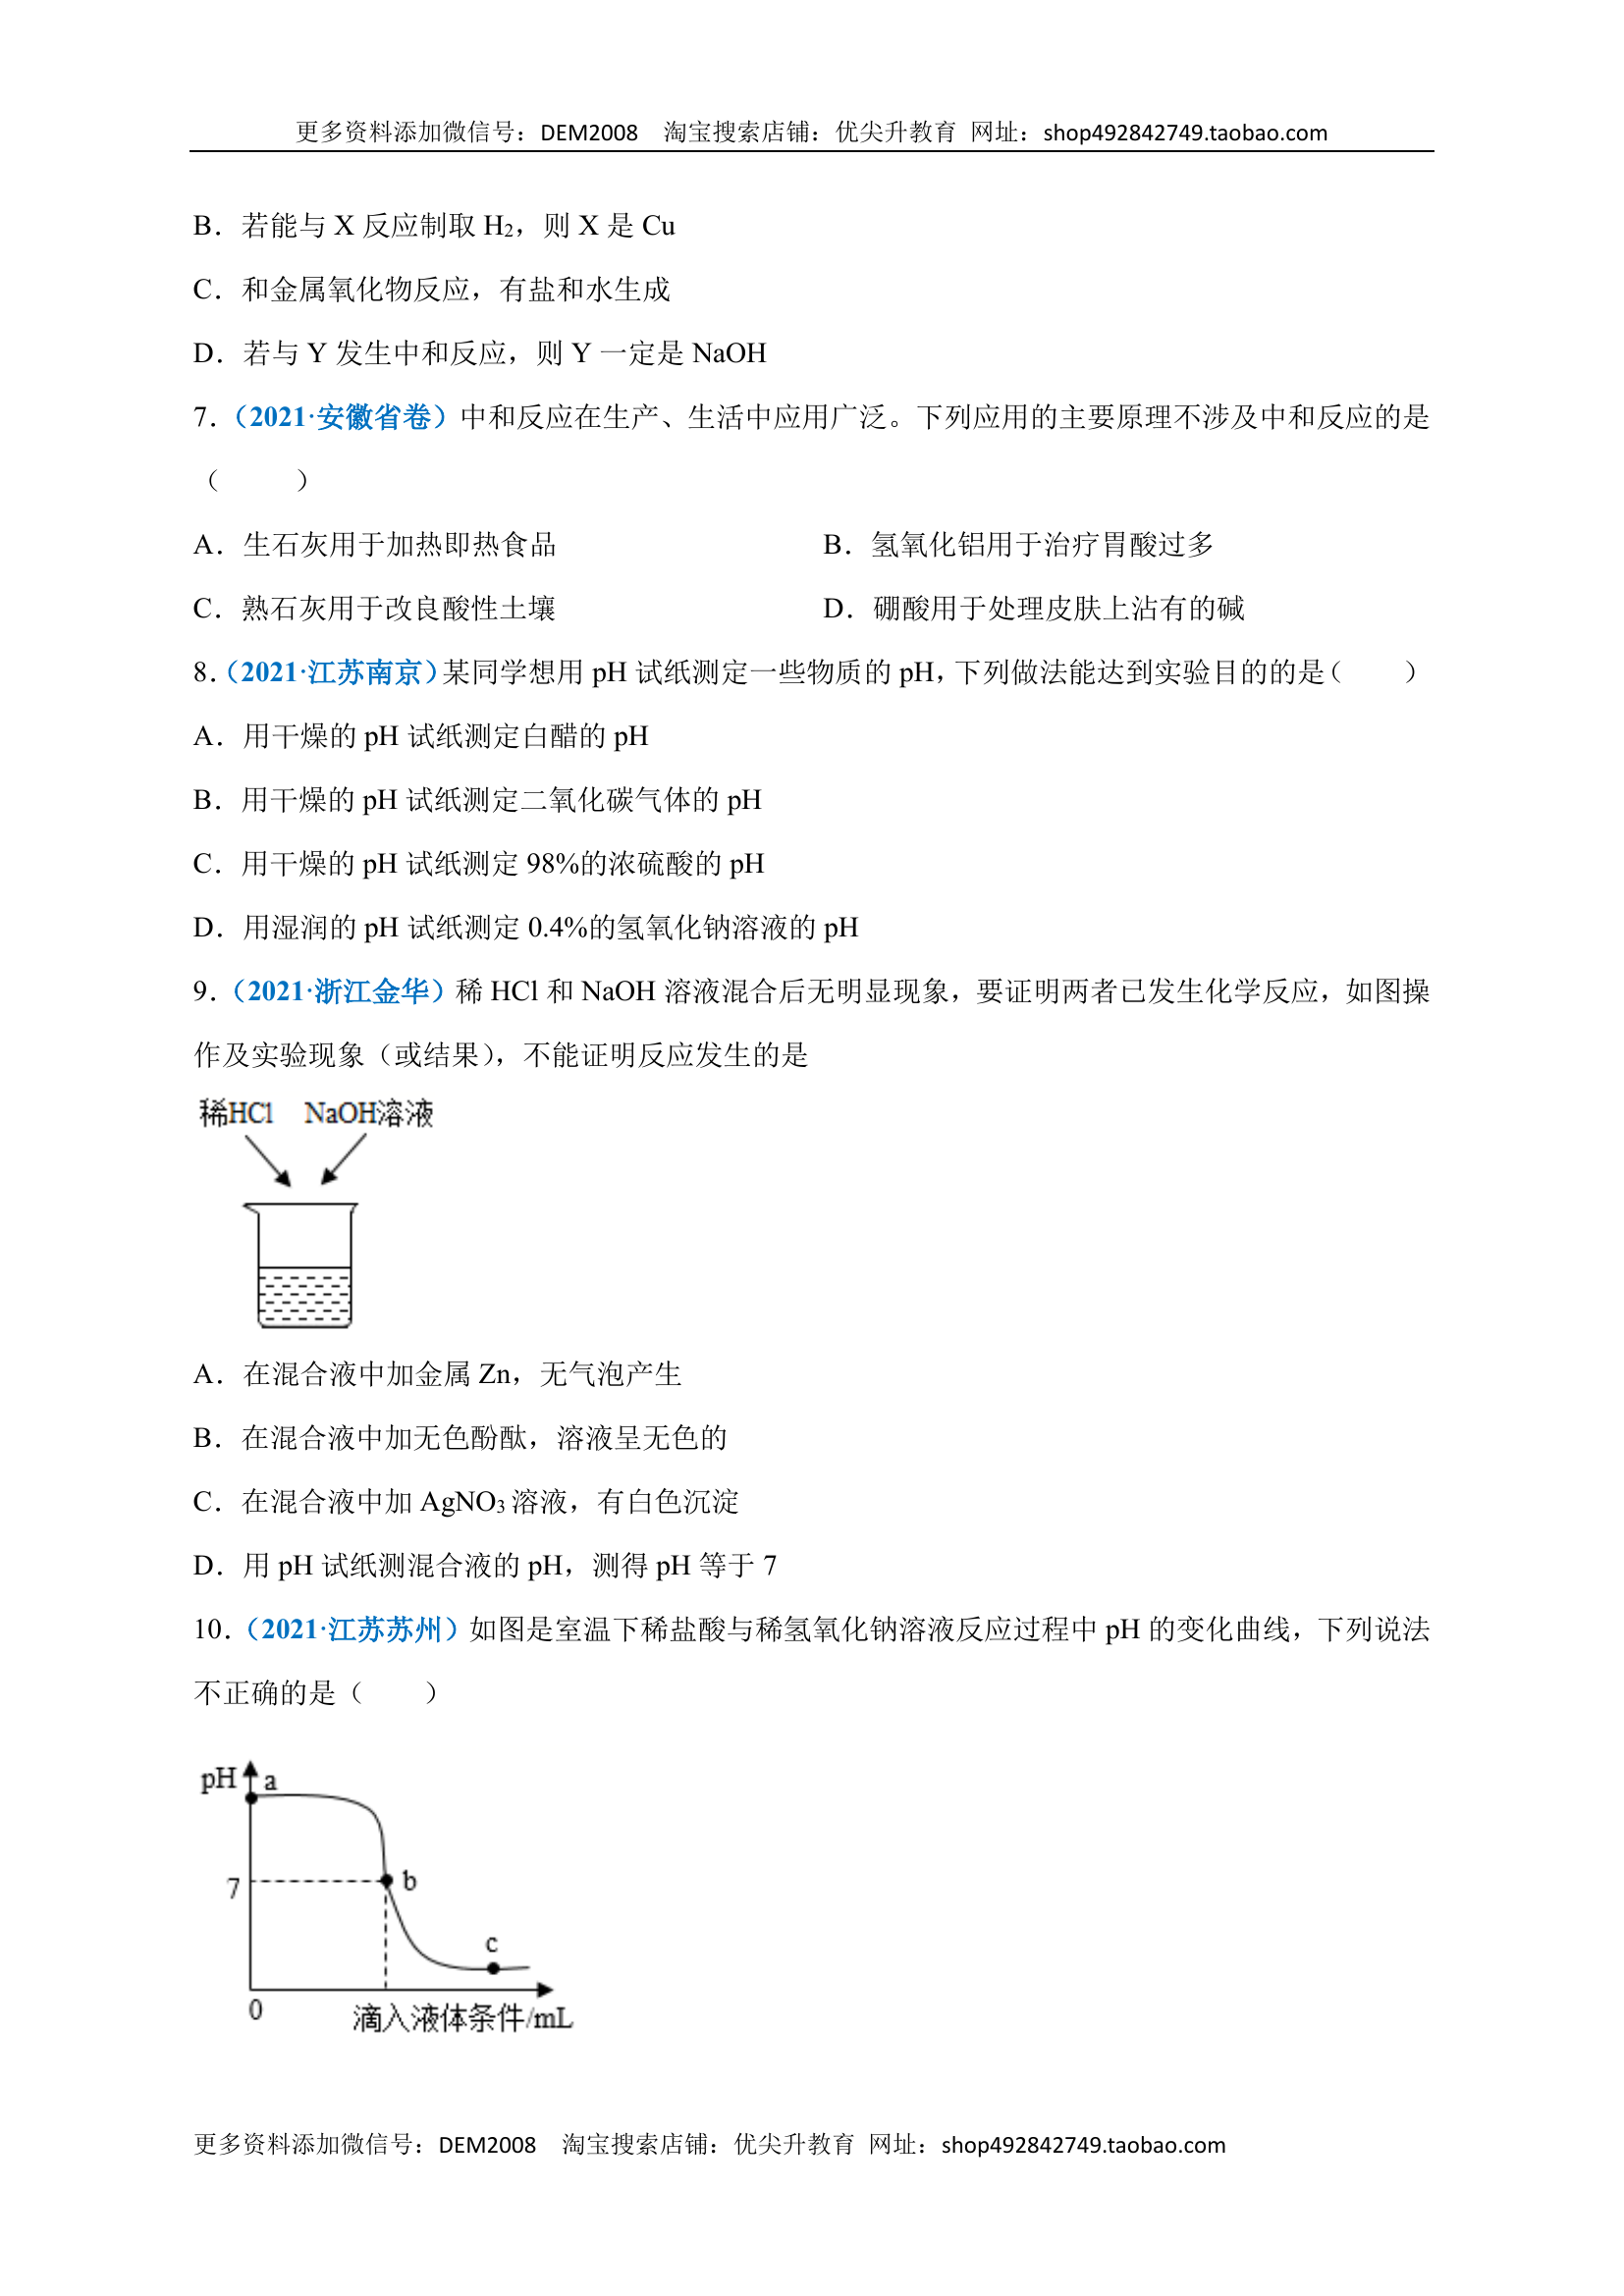 更多资料添加微信号：DEM2008 淘宝搜索店铺：优尖升教育 网址：shop492842749.taobao.com
B．若能与 X 反应制取 H₂，则 X 是 Cu
C．和金属氧化物反应，有盐和水生成
D．若与 Y 发生中和反应，则 Y 一定是 NaOH
7．（2021·安徽省卷）中和反应在生产、生活中应用广泛。下列应用的主要原理不涉及中和反应的是
（　　）
A．生石灰用于加热即热食品 B．氢氧化铝用于治疗胃酸过多
C．熟石灰用于改良酸性土壤 D．硼酸用于处理皮肤上沾有的碱
8．（2021·江苏南京）某同学想用 pH 试纸测定一些物质的 pH，下列做法能达到实验目的的是（　　）
A．用干燥的 pH 试纸测定白醋的 pH
B．用干燥的 pH 试纸测定二氧化碳气体的 pH
C．用干燥的 pH 试纸测定 98%的浓硫酸的 pH
D．用湿润的 pH 试纸测定 0.4%的氢氧化钠溶液的 pH
9．（2021·浙江金华）稀 HCl 和 NaOH 溶液混合后无明显现象，要证明两者已发生化学反应，如图操
作及实验现象（或结果），不能证明反应发生的是
稀HCl NaOH溶液
A．在混合液中加金属 Zn，无气泡产生
B．在混合液中加无色酚酞，溶液呈无色的
C．在混合液中加 AgNO₃ 溶液，有白色沉淀
D．用 pH 试纸测混合液的 pH，测得 pH 等于 7
10．（2021·江苏苏州）如图是室温下稀盐酸与稀氢氧化钠溶液反应过程中 pH 的变化曲线，下列说法
不正确的是（　　）
pH a
7 b
c
0
滴入液体条件/mL
更多资料添加微信号：DEM2008 淘宝搜索店铺：优尖升教育 网址：shop492842749.taobao.com